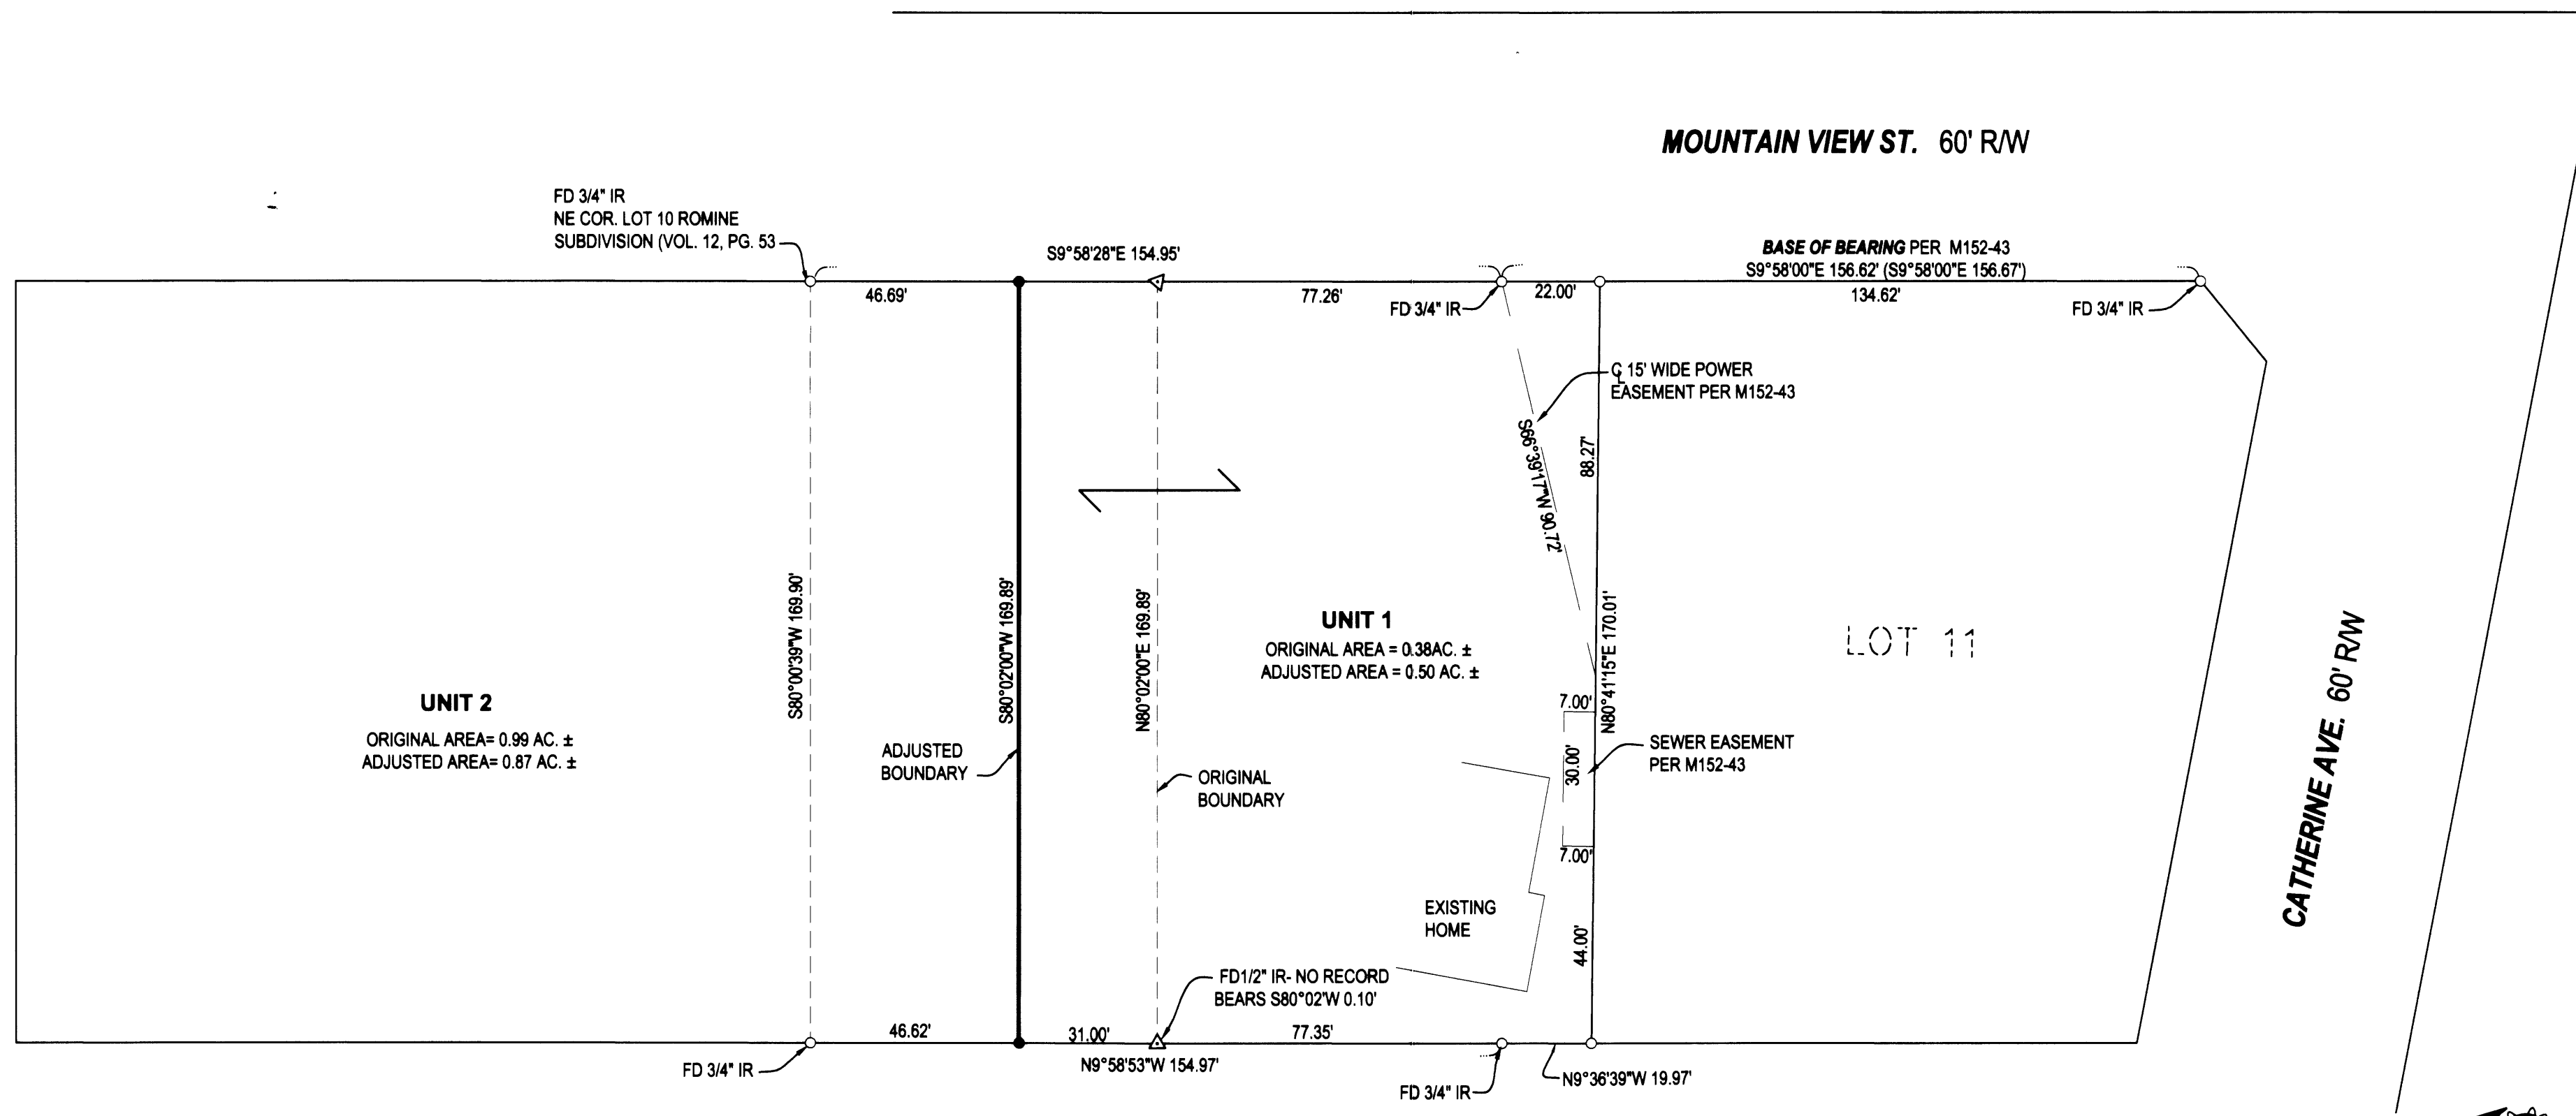 MOUNTAIN VIEW ST. 60' R/W
FD 3/4" IR
NE COR. LOT 10 ROMINE
SUBDIVISION (VOL. 12, PG. 53
S9°58'28"E 154.95'
BASE OF BEARING PER M152-43
S9°58'00"E 156.62' (S9°58'00"E 156.67')
46.69'
77.26'
FD 3/4" IR
22.00'
134.62'
FD 3/4" IR
℄ 15' WIDE POWER
EASEMENT PER M152-43
S66°39'17"W 90.72'
88.27'
S80°00'39"W 169.90'
S80°02'00"W 169.89'
N80°02'00"E 169.89'
N80°41'15"E 170.01'
UNIT 1
ORIGINAL AREA = 0.38AC. ±
ADJUSTED AREA = 0.50 AC. ±
LOT 11
CATHERINE AVE. 60' R/W
UNIT 2
ORIGINAL AREA= 0.99 AC. ±
ADJUSTED AREA= 0.87 AC. ±
7.00'
30.00'
7.00'
SEWER EASEMENT
PER M152-43
ADJUSTED
BOUNDARY
ORIGINAL
BOUNDARY
EXISTING
HOME
44.00'
FD1/2" IR- NO RECORD
BEARS S80°02'W 0.10'
46.62'
31.00'
77.35'
FD 3/4" IR
N9°58'53"W 154.97'
FD 3/4" IR
N9°36'39"W 19.97'